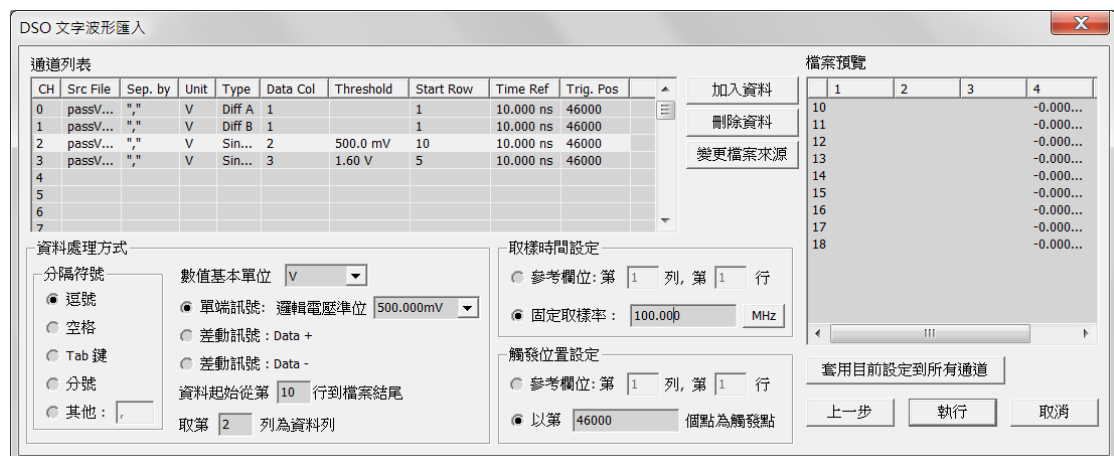 DSO 文字波形匯入
通道列表
CH Src File Sep. by Unit Type Data Col Threshold Start Row Time Ref Trig. Pos
0 passV... "," V Diff A 1 1 10.000 ns 46000
1 passV... "," V Diff B 1 1 10.000 ns 46000
2 passV... "," V Sin... 2 500.0 mV 10 10.000 ns 46000
3 passV... "," V Sin... 3 1.60 V 5 10.000 ns 46000
4
5
6
7
加入資料
刪除資料
變更檔案來源
檔案預覽
1 2 3 4
10 -0.000...
11 -0.000...
12 -0.000...
13 -0.000...
14 -0.000...
15 -0.000...
16 -0.000...
17 -0.000...
18 -0.000...
資料處理方式
分隔符號
逗號
空格
Tab 鍵
分號
其他： ,
數值基本單位 V
單端訊號: 邏輯電壓準位 500.000mV
差動訊號 : Data +
差動訊號 : Data -
資料起始從第 10 行到檔案結尾
取第 2 列為資料列
取樣時間設定
參考欄位: 第 1 列, 第 1 行
固定取樣率： 100.000 MHz
觸發位置設定
參考欄位: 第 1 列, 第 1 行
以第 46000 個點為觸發點
套用目前設定到所有通道
上一步 執行 取消